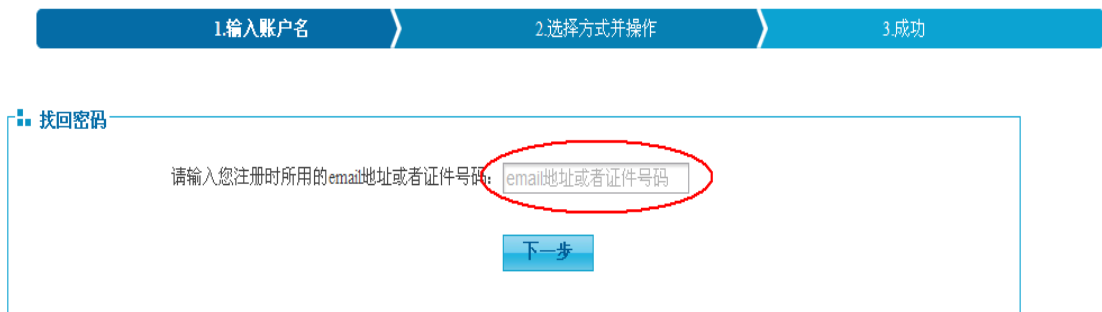 1.输入账户名 2.选择方式并操作 3.成功
找回密码
请输入您注册时所用的email地址或者证件号码： email地址或者证件号码
下一步